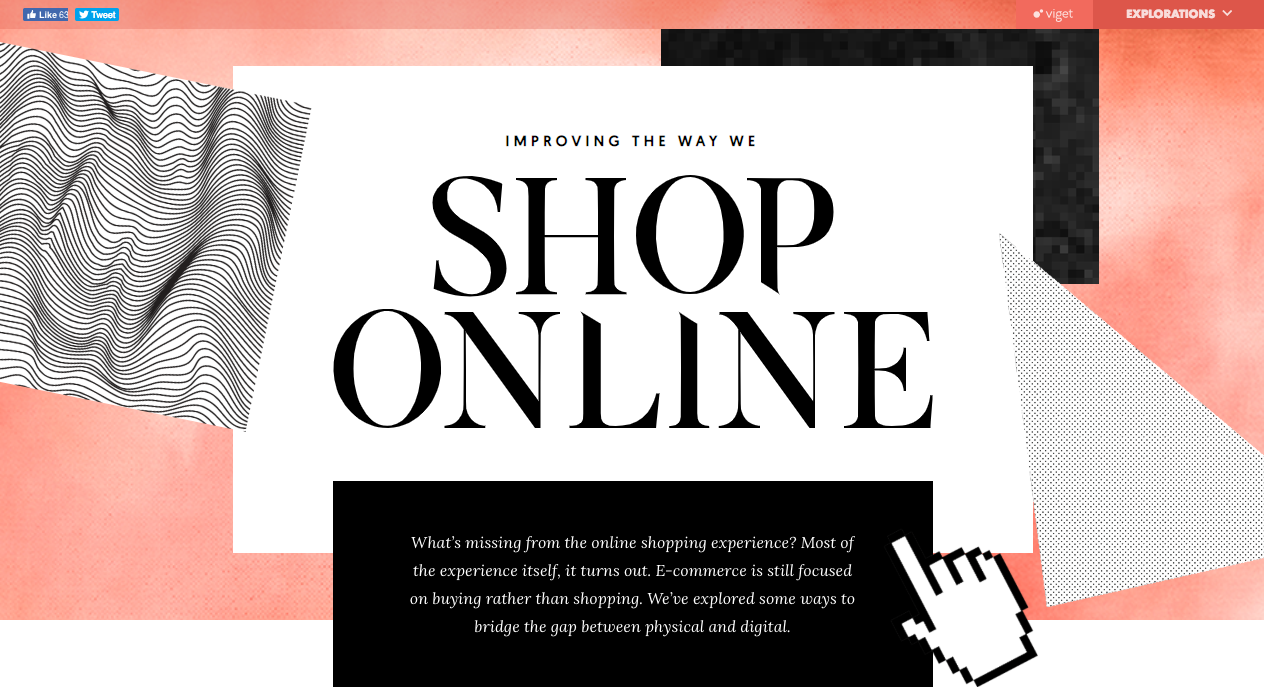 Like 63
Tweet
viget
EXPLORATIONS
IMPROVING THE WAY WE
SHOP
ONLINE
What's missing from the online shopping experience? Most of
the experience itself, it turns out. E-commerce is still focused
on buying rather than shopping. We've explored some ways to
bridge the gap between physical and digital.